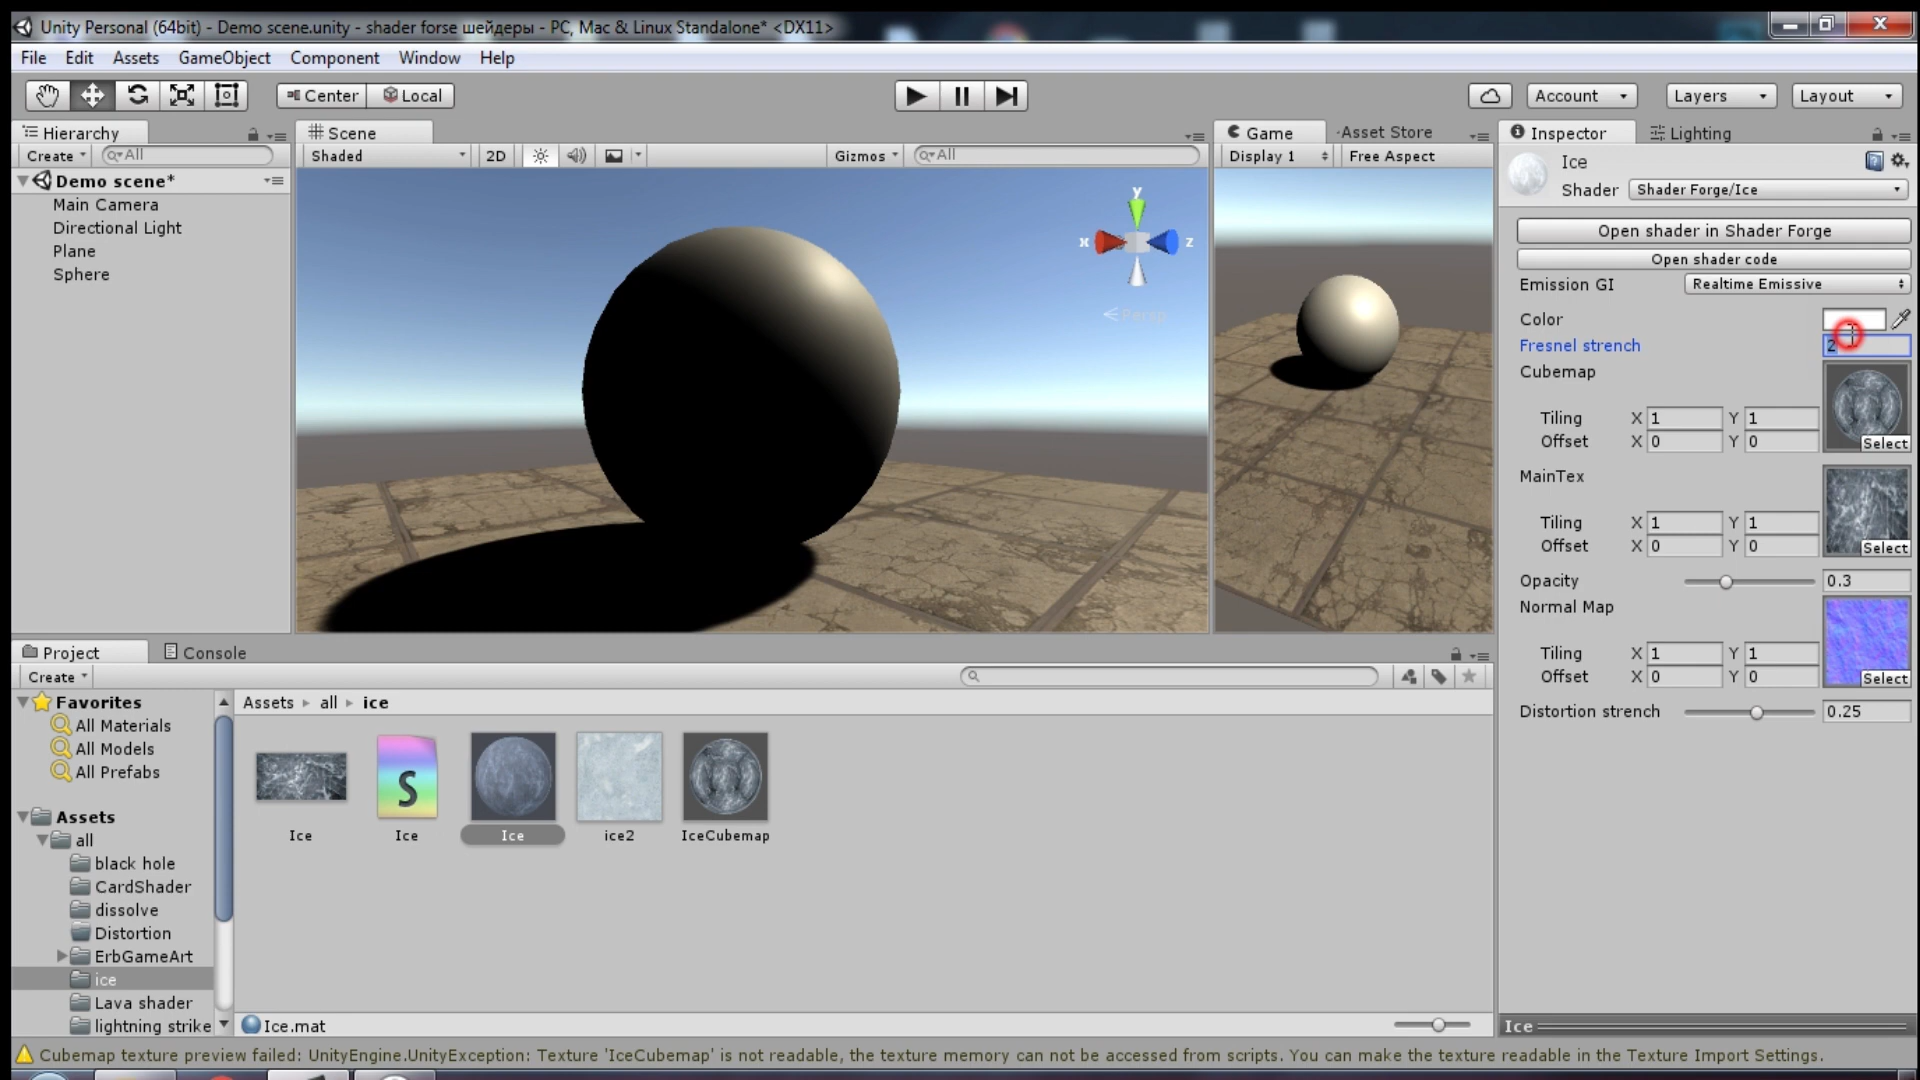 Unity Personal (64bit) - Demo scene.unity - shader forse шейдеры - PC, Mac & Linux Standalone* <DX11>
File Edit Assets GameObject Component Window Help
Center Local Account Layers Layout
Hierarchy Scene Game Asset Store Inspector Lighting
Create All Shaded 2D Gizmos All Display 1 Free Aspect
Demo scene*
Main Camera
Directional Light
Plane
Sphere
y
x z
Persp
Ice
Shader Shader Forge/Ice
Open shader in Shader Forge
Open shader code
Emission GI Realtime Emissive
Color
Fresnel strench 2
Cubemap
Tiling X 1 Y 1
Offset X 0 Y 0
Select
MainTex
Tiling X 1 Y 1
Offset X 0 Y 0
Select
Opacity 0.3
Normal Map
Tiling X 1 Y 1
Offset X 0 Y 0
Select
Distortion strench 0.25
Ice
Project Console
Create
Favorites
All Materials
All Models
All Prefabs
Assets
all
black hole
CardShader
dissolve
Distortion
ErbGameArt
ice
Lava shader
lightning strike
Assets all ice
S
Ice Ice Ice ice2 IceCubemap
Ice.mat
Cubemap texture preview failed: UnityEngine.UnityException: Texture 'IceCubemap' is not readable, the texture memory can not be accessed from scripts. You can make the texture readable in the Texture Import Settings.